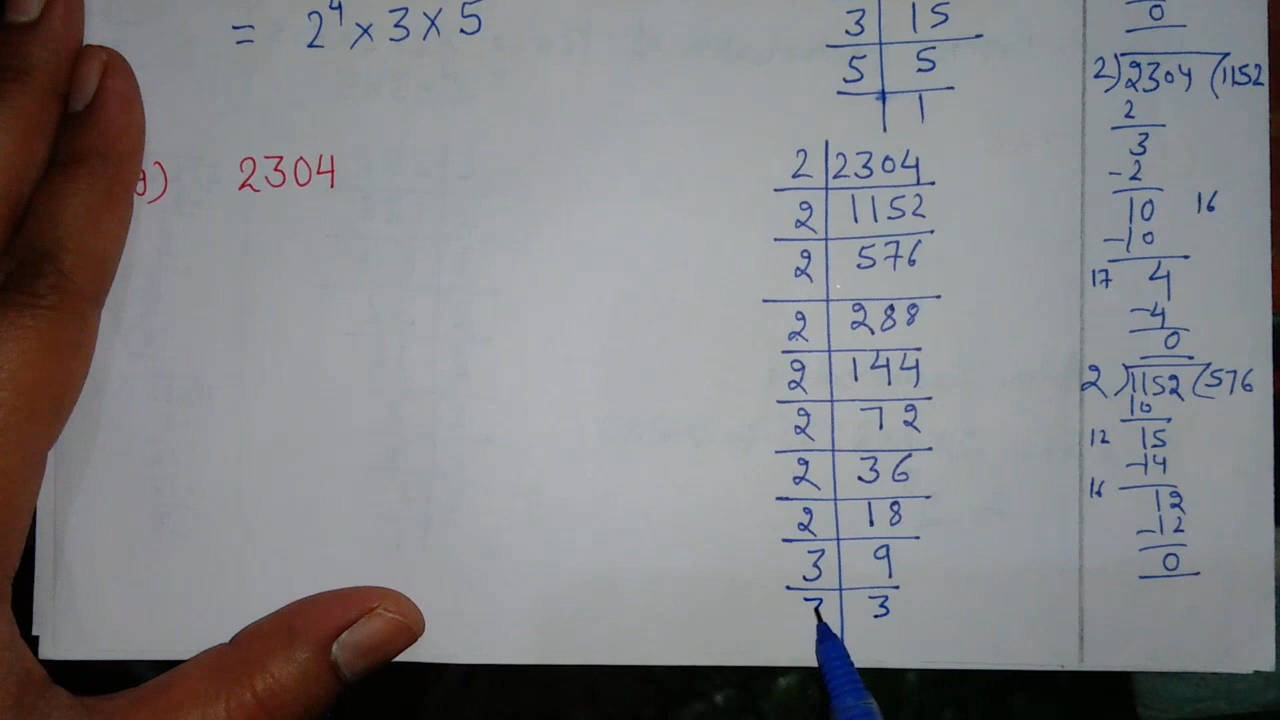 = 2⁴ × 3 × 5
3 | 15
5 | 5
1
) 2304
2 | 2304
2 | 1152
2 | 576
2 | 288
2 | 144
2 | 72
2 | 36
2 | 18
3 | 9
3 | 3
0
2)2304(1152
2
3
-2
10 16
-10
17 4
-4
0
2)1152(576
10
12 15
-14
16 12
-12
0